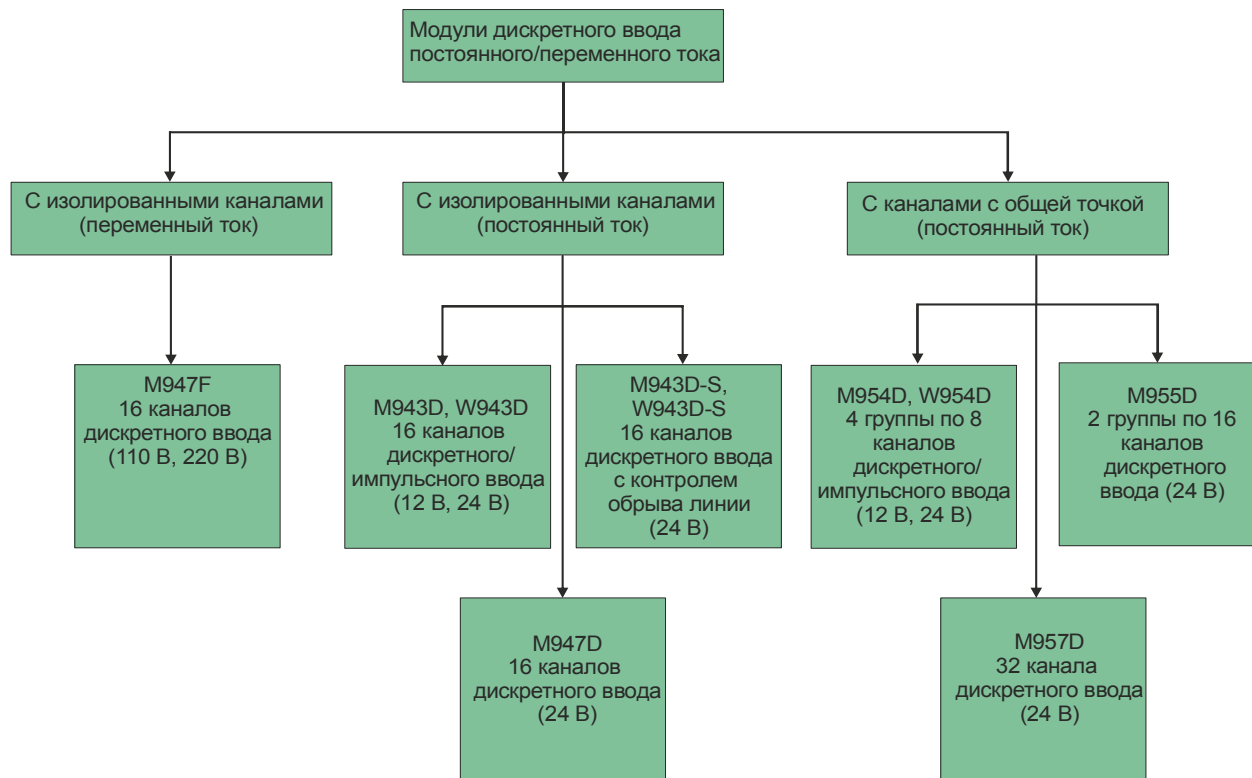 Модули дискретного ввода
постоянного/переменного тока
С изолированными каналами
(переменный ток)
С изолированными каналами
(постоянный ток)
С каналами с общей точкой
(постоянный ток)
M947F
16 каналов
дискретного ввода
(110 В, 220 В)
M943D, W943D
16 каналов
дискретного/
импульсного ввода
(12 В, 24 В)
M943D-S,
W943D-S
16 каналов
дискретного ввода
с контролем
обрыва линии
(24 В)
M954D, W954D
4 группы по 8
каналов
дискретного/
импульсного ввода
(12 В, 24 В)
M955D
2 группы по 16
каналов
дискретного
ввода (24 В)
M947D
16 каналов
дискретного ввода
(24 В)
M957D
32 канала
дискретного ввода
(24 В)